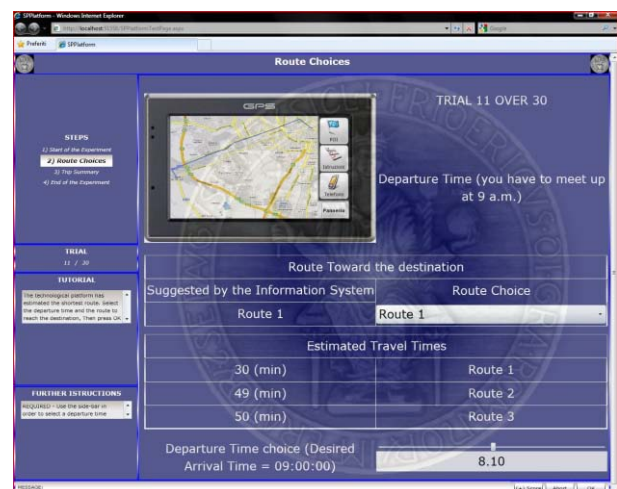 SPPlatform - Windows Internet Explorer
Google
Preferiti
SPPlatform
Route Choices
STEPS
1) Start of the Experiment
2) Route Choices
3) Trip Summary
4) End of the Experiment
TRIAL
11 / 30
TUTORIAL
The technological platform has
estimated the shortest route. Select
the departure time and the route to
reach the destination, Then press OK
FURTHER ISTRUCTIONS
REQUIRED - Use the side-bar in
order to select a departure time
GPS
POI
Istruzioni
Telefono
Panoramic
TRIAL 11 OVER 30
Departure Time (you have to meet up
at 9 a.m.)
Route Toward the destination
Suggested by the Information System
Route Choice
Route 1
Route 1
Estimated Travel Times
30 (min)
Route 1
49 (min)
Route 2
50 (min)
Route 3
Departure Time choice (Desired
Arrival Time = 09:00:00)
8.10
MESSAGE: